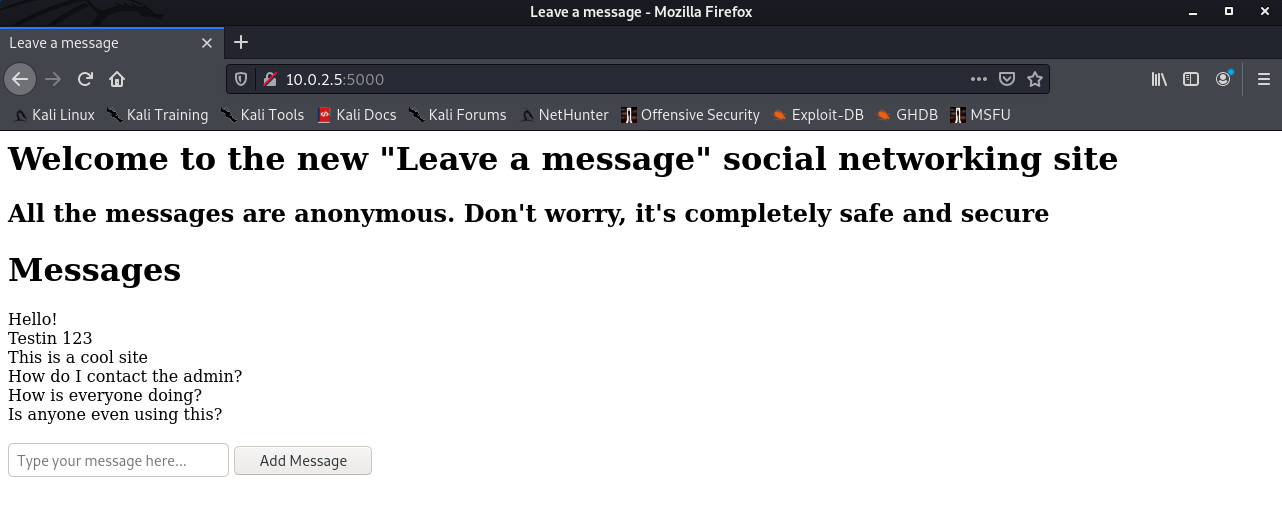 Leave a message - Mozilla Firefox
Leave a message
10.0.2.5:5000
Kali Linux Kali Training Kali Tools Kali Docs Kali Forums NetHunter Offensive Security Exploit-DB GHDB MSFU
Welcome to the new "Leave a message" social networking site
All the messages are anonymous. Don't worry, it's completely safe and secure
Messages
Hello!
Testin 123
This is a cool site
How do I contact the admin?
How is everyone doing?
Is anyone even using this?
Type your message here... Add Message